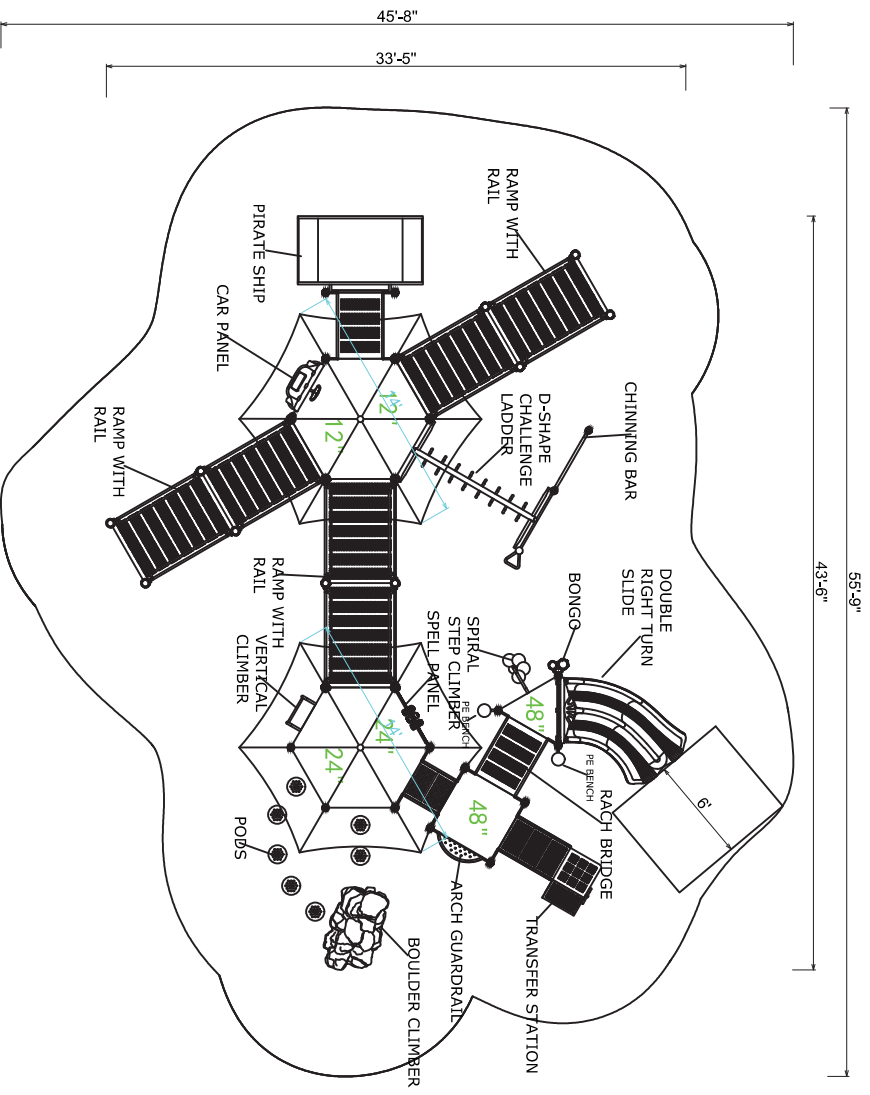 45'-8"
33'-5"
55'-9"
43'-6"
RAMP WITH
RAIL
PIRATE SHIP
CAR PANEL
14'
12"
12"
D-SHAPE
CHALLENGE
LADDER
CHINNING BAR
RAMP WITH
RAIL
RAMP WITH
RAIL
VERTICAL
CLIMBER
SPELL PANEL
SPIRAL
STEP CLIMBER
BONGO
DOUBLE
RIGHT TURN
SLIDE
PE BENCH
48"
PE BENCH
24"
24"
14'
48"
6'
RACH BRIDGE
PODS
ARCH GUARDRAIL
TRANSFER STATION
BOULDER CLIMBER